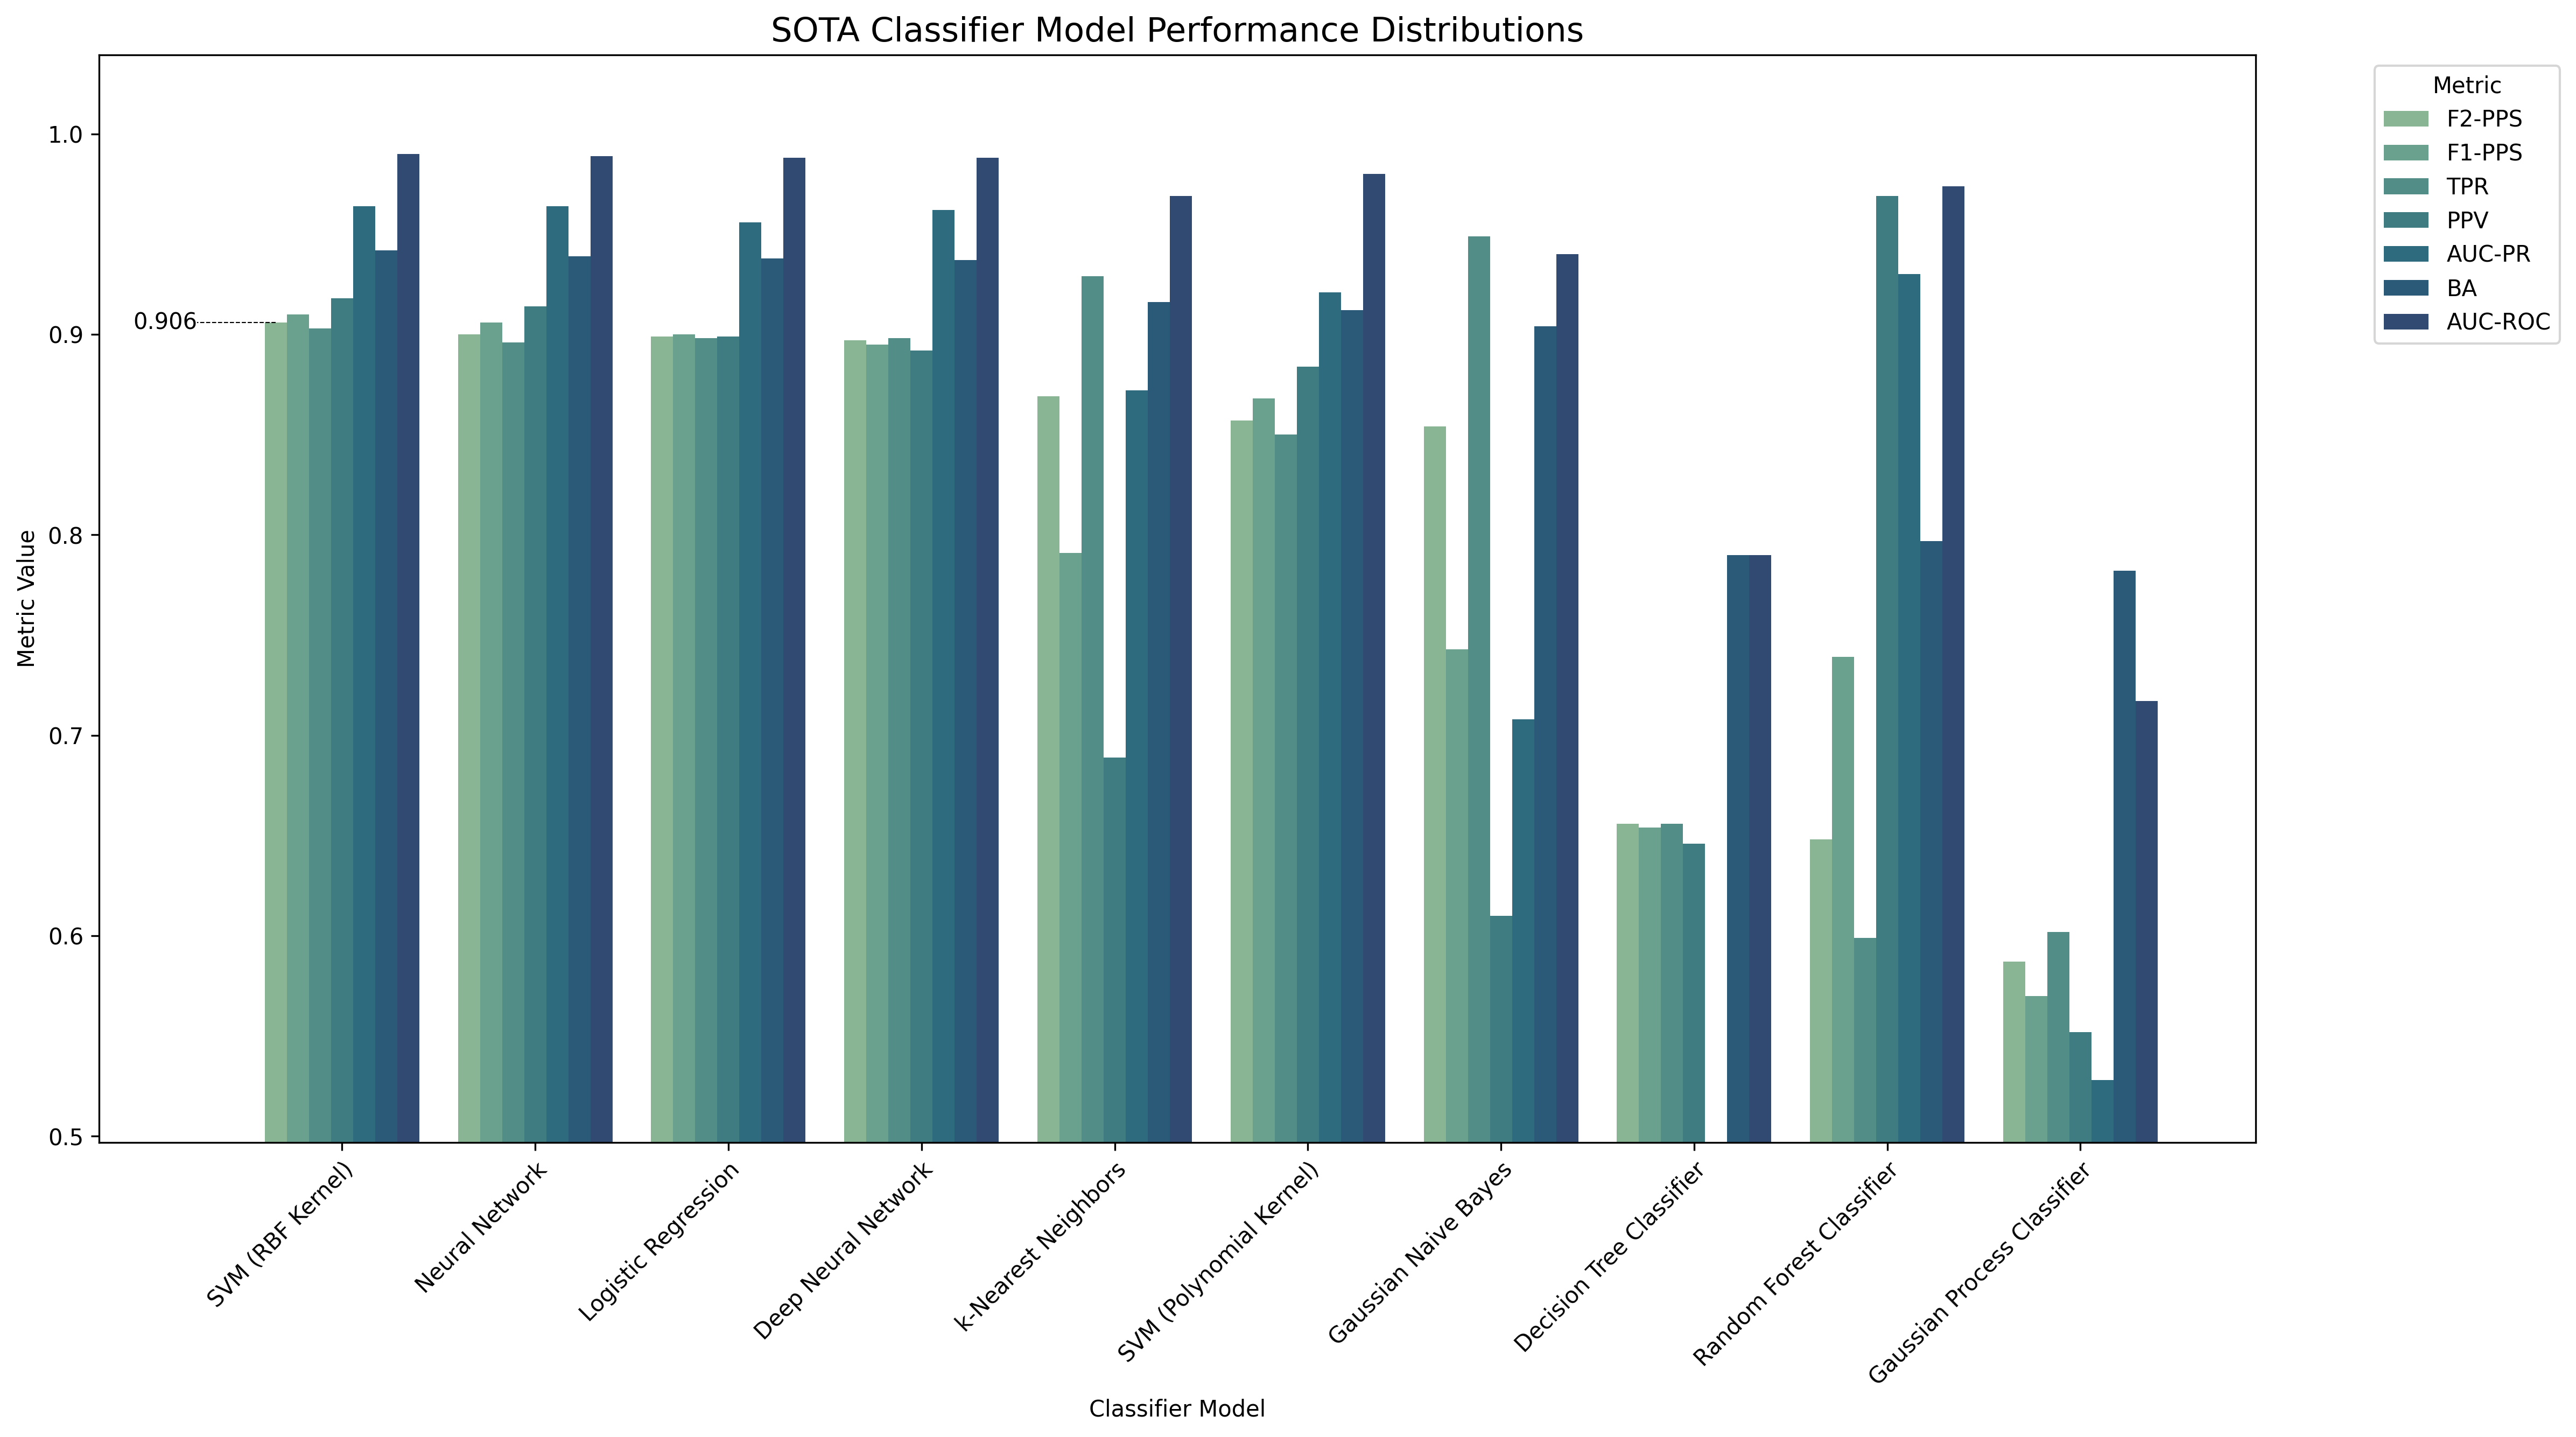 SOTA Classifier Model Performance Distributions
Metric
F2-PPS
F1-PPS
TPR
PPV
AUC-PR
BA
AUC-ROC
Metric Value
1.0
0.9
0.8
0.7
0.6
0.5
0.906
SVM (RBF Kernel)
Neural Network
Logistic Regression
Deep Neural Network
k-Nearest Neighbors
SVM (Polynomial Kernel)
Gaussian Naive Bayes
Decision Tree Classifier
Random Forest Classifier
Gaussian Process Classifier
Classifier Model